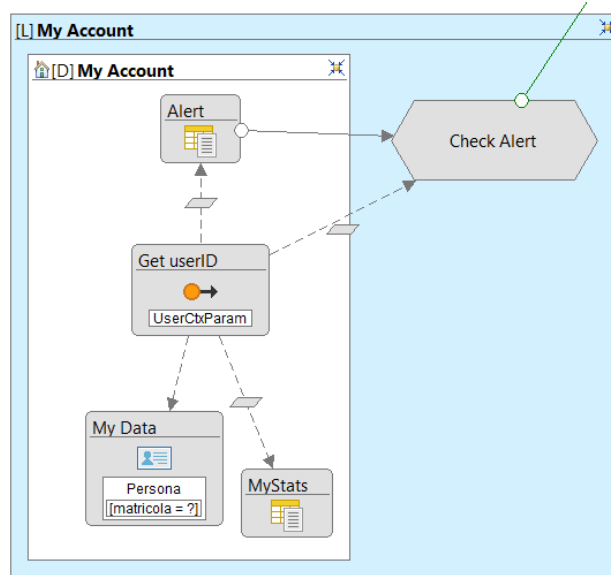 [L] My Account
[D] My Account
Alert
Check Alert
Get userID
UserCtxParam
My Data
Persona
[matricola = ?]
MyStats